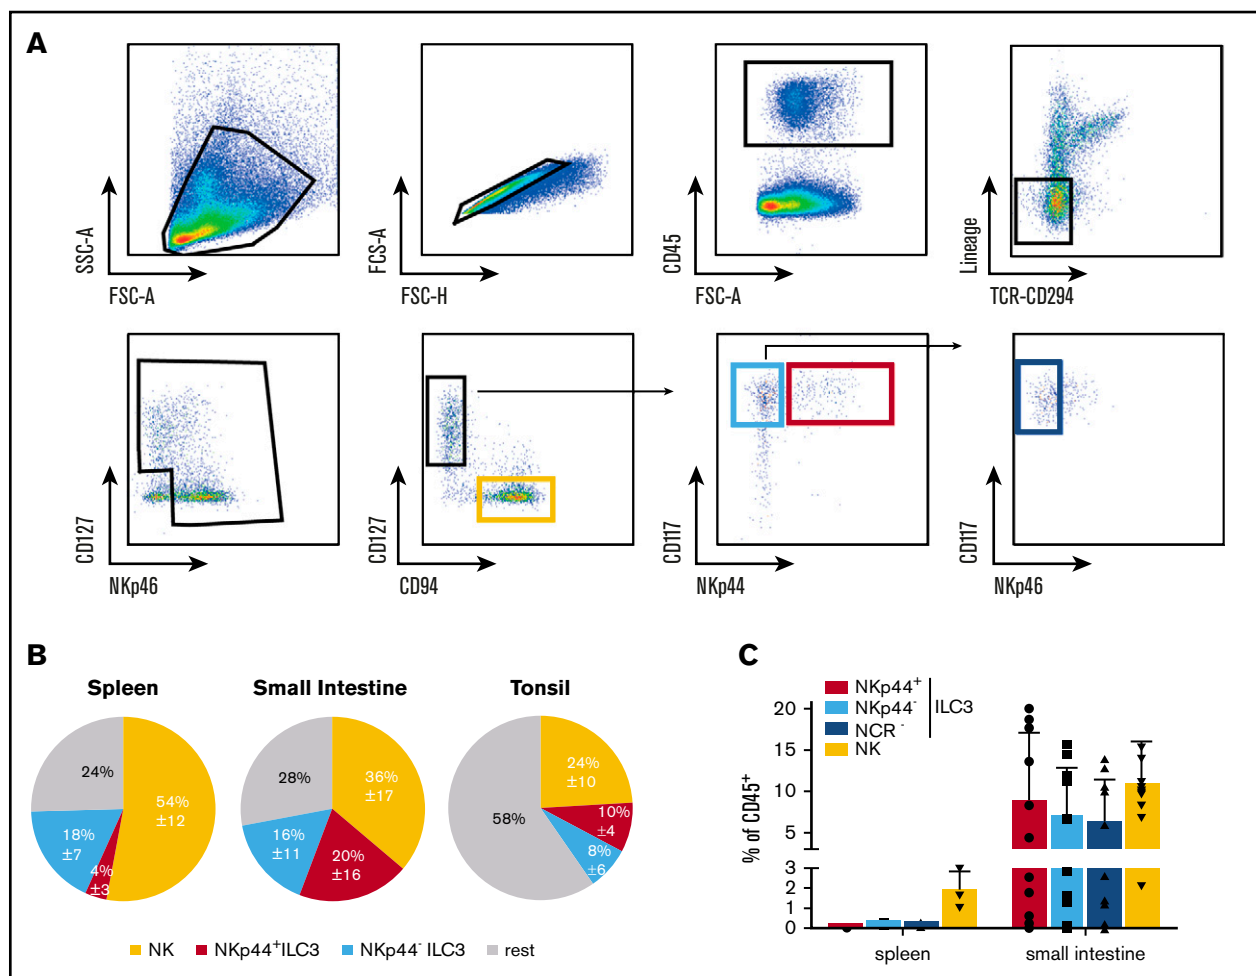 A
SSC-A
FSC-A
FCS-A
FSC-H
CD45
FSC-A
Lineage
TCR-CD294
CD127
NKp46
CD127
CD94
CD117
NKp44
CD117
NKp46
B
Spleen
Small Intestine
Tonsil
24%
54%
±12
18%
±7
4%
±3
28%
36%
±17
16%
±11
20%
±16
58%
24%
±10
10%
±4
8%
±6
NK
NKp44+ILC3
NKp44- ILC3
rest
C
NKp44+
NKp44-
NCR -
NK
ILC3
% of CD45+
20
15
10
5
3
2
1
0
spleen
small intestine